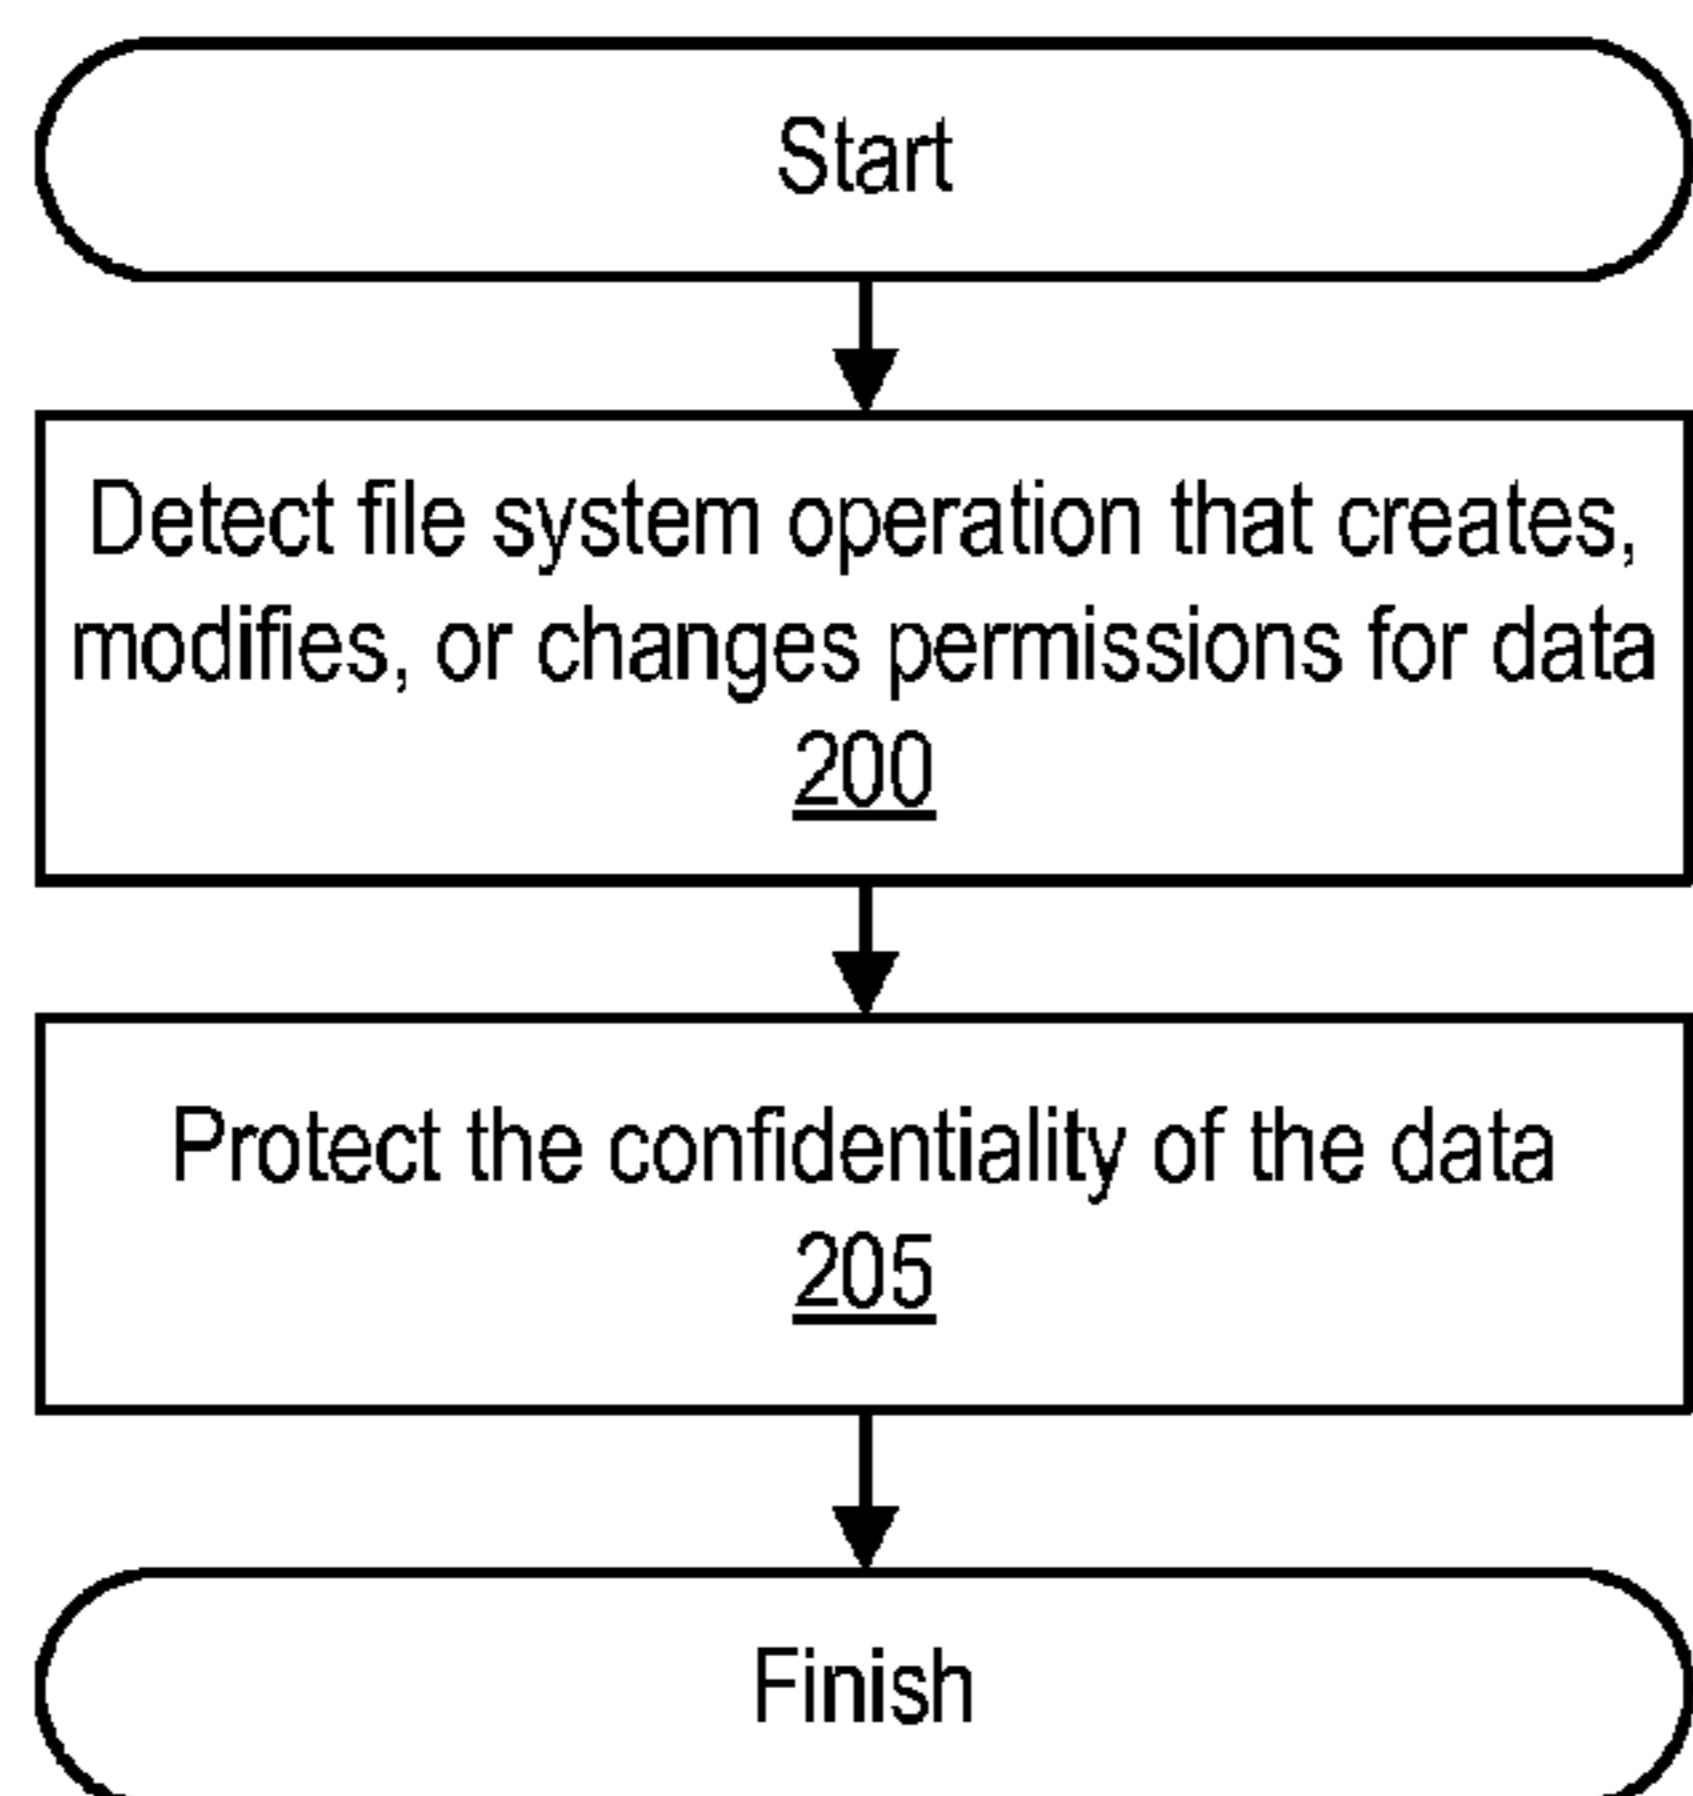 Start
Detect file system operation that creates,
modifies, or changes permissions for data
200
Protect the confidentiality of the data
205
Finish